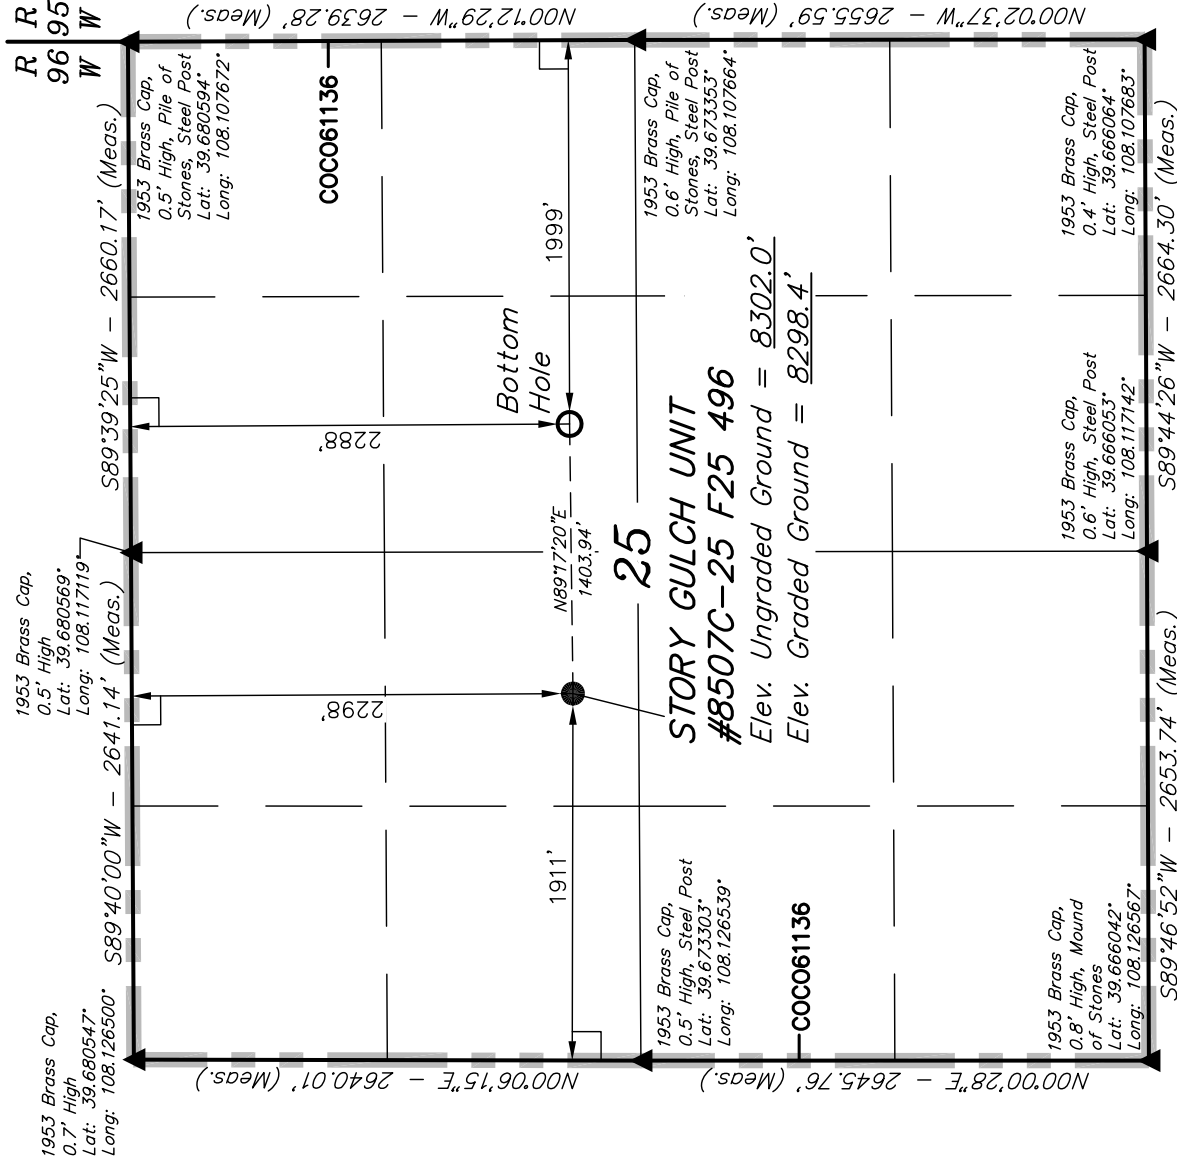 R
96
W
R
95
W
S89°40'00"W - 2641.14' (Meas.)
S89°39'25"W - 2660.17' (Meas.)
N00°12'29"W - 2639.28' (Meas.)
N00°02'37"W - 2655.59' (Meas.)
N00°06'15"E - 2640.01' (Meas.)
N00°00'28"E - 2645.76' (Meas.)
S89°46'52"W - 2653.74' (Meas.)
S89°44'26"W - 2664.30' (Meas.)
1953 Brass Cap,
0.7' High
Lat: 39.680547°
Long: 108.126500°
1953 Brass Cap,
0.5' High
Lat: 39.680569°
Long: 108.117119°
1953 Brass Cap,
0.5' High, Pile of
Stones, Steel Post
Lat: 39.680594°
Long: 108.107672°
COC061136
2298'
2288'
1911'
1999'
N89°17'20"E
1403.94'
Bottom
Hole
25
STORY GULCH UNIT
#8507C-25 F25 496
Elev. Ungraded Ground = 8302.0'
Elev. Graded Ground = 8298.4'
1953 Brass Cap,
0.5' High, Steel Post
Lat: 39.673303°
Long: 108.126539°
1953 Brass Cap,
0.6' High, Pile of
Stones, Steel Post
Lat: 39.673353°
Long: 108.107664°
COC061136
1953 Brass Cap,
0.8' High, Mound
of Stones
Lat: 39.666042°
Long: 108.126567°
1953 Brass Cap,
0.6' High, Steel Post
Lat: 39.666053°
Long: 108.117142°
1953 Brass Cap,
0.4' High, Steel Post
Lat: 39.666064°
Long: 108.107683°